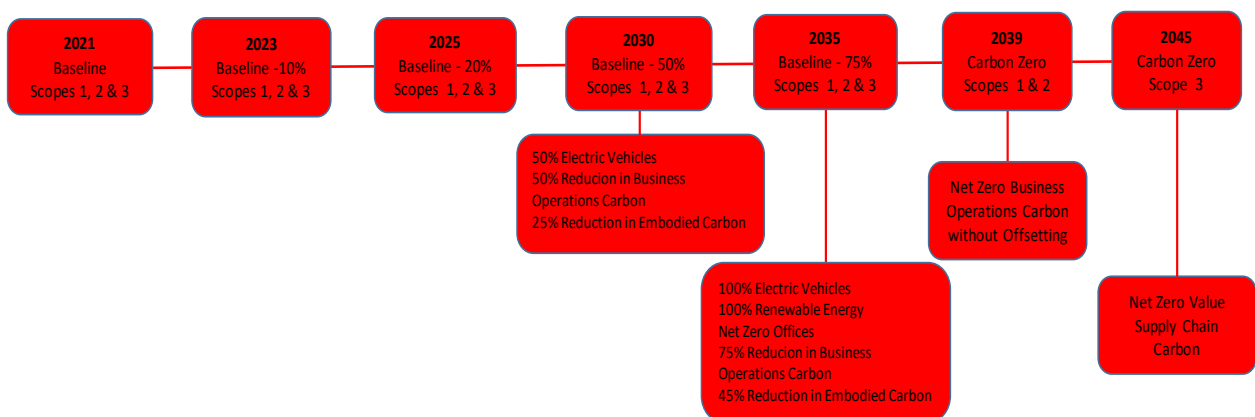 2021
Baseline
Scopes 1, 2 & 3
2023
Baseline -10%
Scopes 1, 2 & 3
2025
Baseline - 20%
Scopes 1, 2 & 3
2030
Baseline - 50%
Scopes 1, 2 & 3
2035
Baseline - 75%
Scopes 1, 2 & 3
2039
Carbon Zero
Scopes 1 & 2
2045
Carbon Zero
Scope 3
50% Electric Vehicles
50% Reducion in Business
Operations Carbon
25% Reduction in Embodied Carbon
100% Electric Vehicles
100% Renewable Energy
Net Zero Offices
75% Reducion in Business
Operations Carbon
45% Reduction in Embodied Carbon
Net Zero Business
Operations Carbon
without Offsetting
Net Zero Value
Supply Chain
Carbon